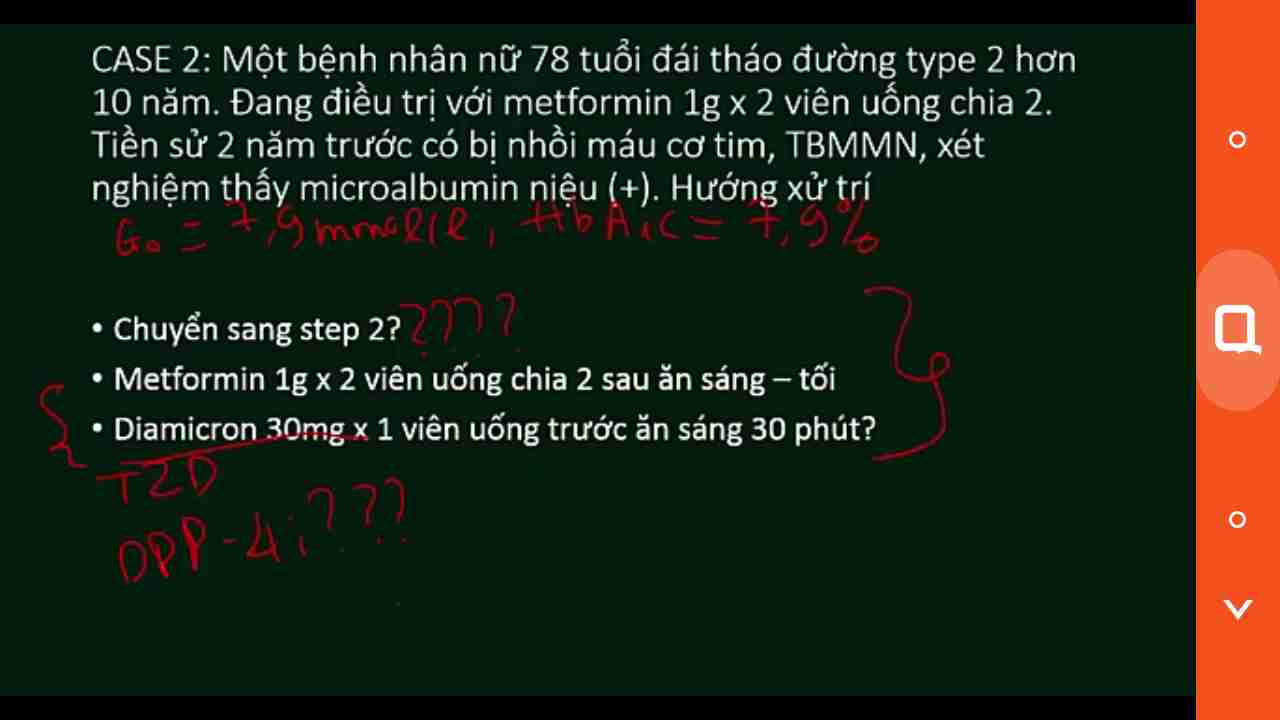 CASE 2: Một bệnh nhân nữ 78 tuổi đái tháo đường type 2 hơn
10 năm. Đang điều trị với metformin 1g x 2 viên uống chia 2.
Tiền sử 2 năm trước có bị nhồi máu cơ tim, TBMMN, xét
nghiệm thấy microalbumin niệu (+). Hướng xử trí
Go = 7,9 mmol/l, HbA1C = 7,9%
• Chuyển sang step 2? ????
• Metformin 1g x 2 viên uống chia 2 sau ăn sáng – tối
• Diamicron 30mg x 1 viên uống trước ăn sáng 30 phút?
TZD
DPP-4i ???